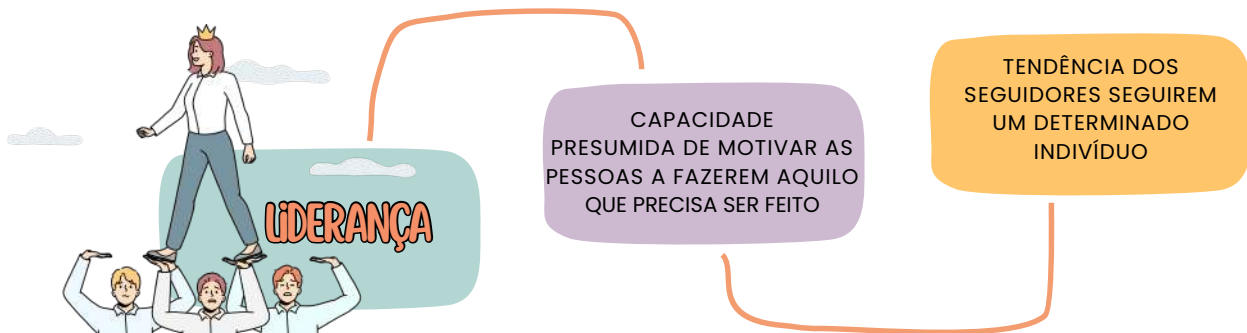 LiDERANÇA
CAPACIDADE
PRESUMIDA DE MOTIVAR AS
PESSOAS A FAZEREM AQUILO
QUE PRECISA SER FEITO
TENDÊNCIA DOS
SEGUIDORES SEGUIREM
UM DETERMINADO
INDIVÍDUO